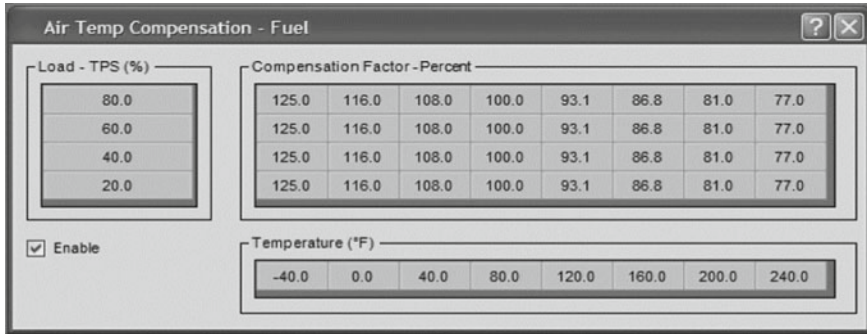 Air Temp Compensation - Fuel
Load - TPS (%)
Compensation Factor-Percent
80.0 125.0 116.0 108.0 100.0 93.1 86.8 81.0 77.0
60.0 125.0 116.0 108.0 100.0 93.1 86.8 81.0 77.0
40.0 125.0 116.0 108.0 100.0 93.1 86.8 81.0 77.0
20.0 125.0 116.0 108.0 100.0 93.1 86.8 81.0 77.0
Enable
Temperature (°F)
-40.0 0.0 40.0 80.0 120.0 160.0 200.0 240.0